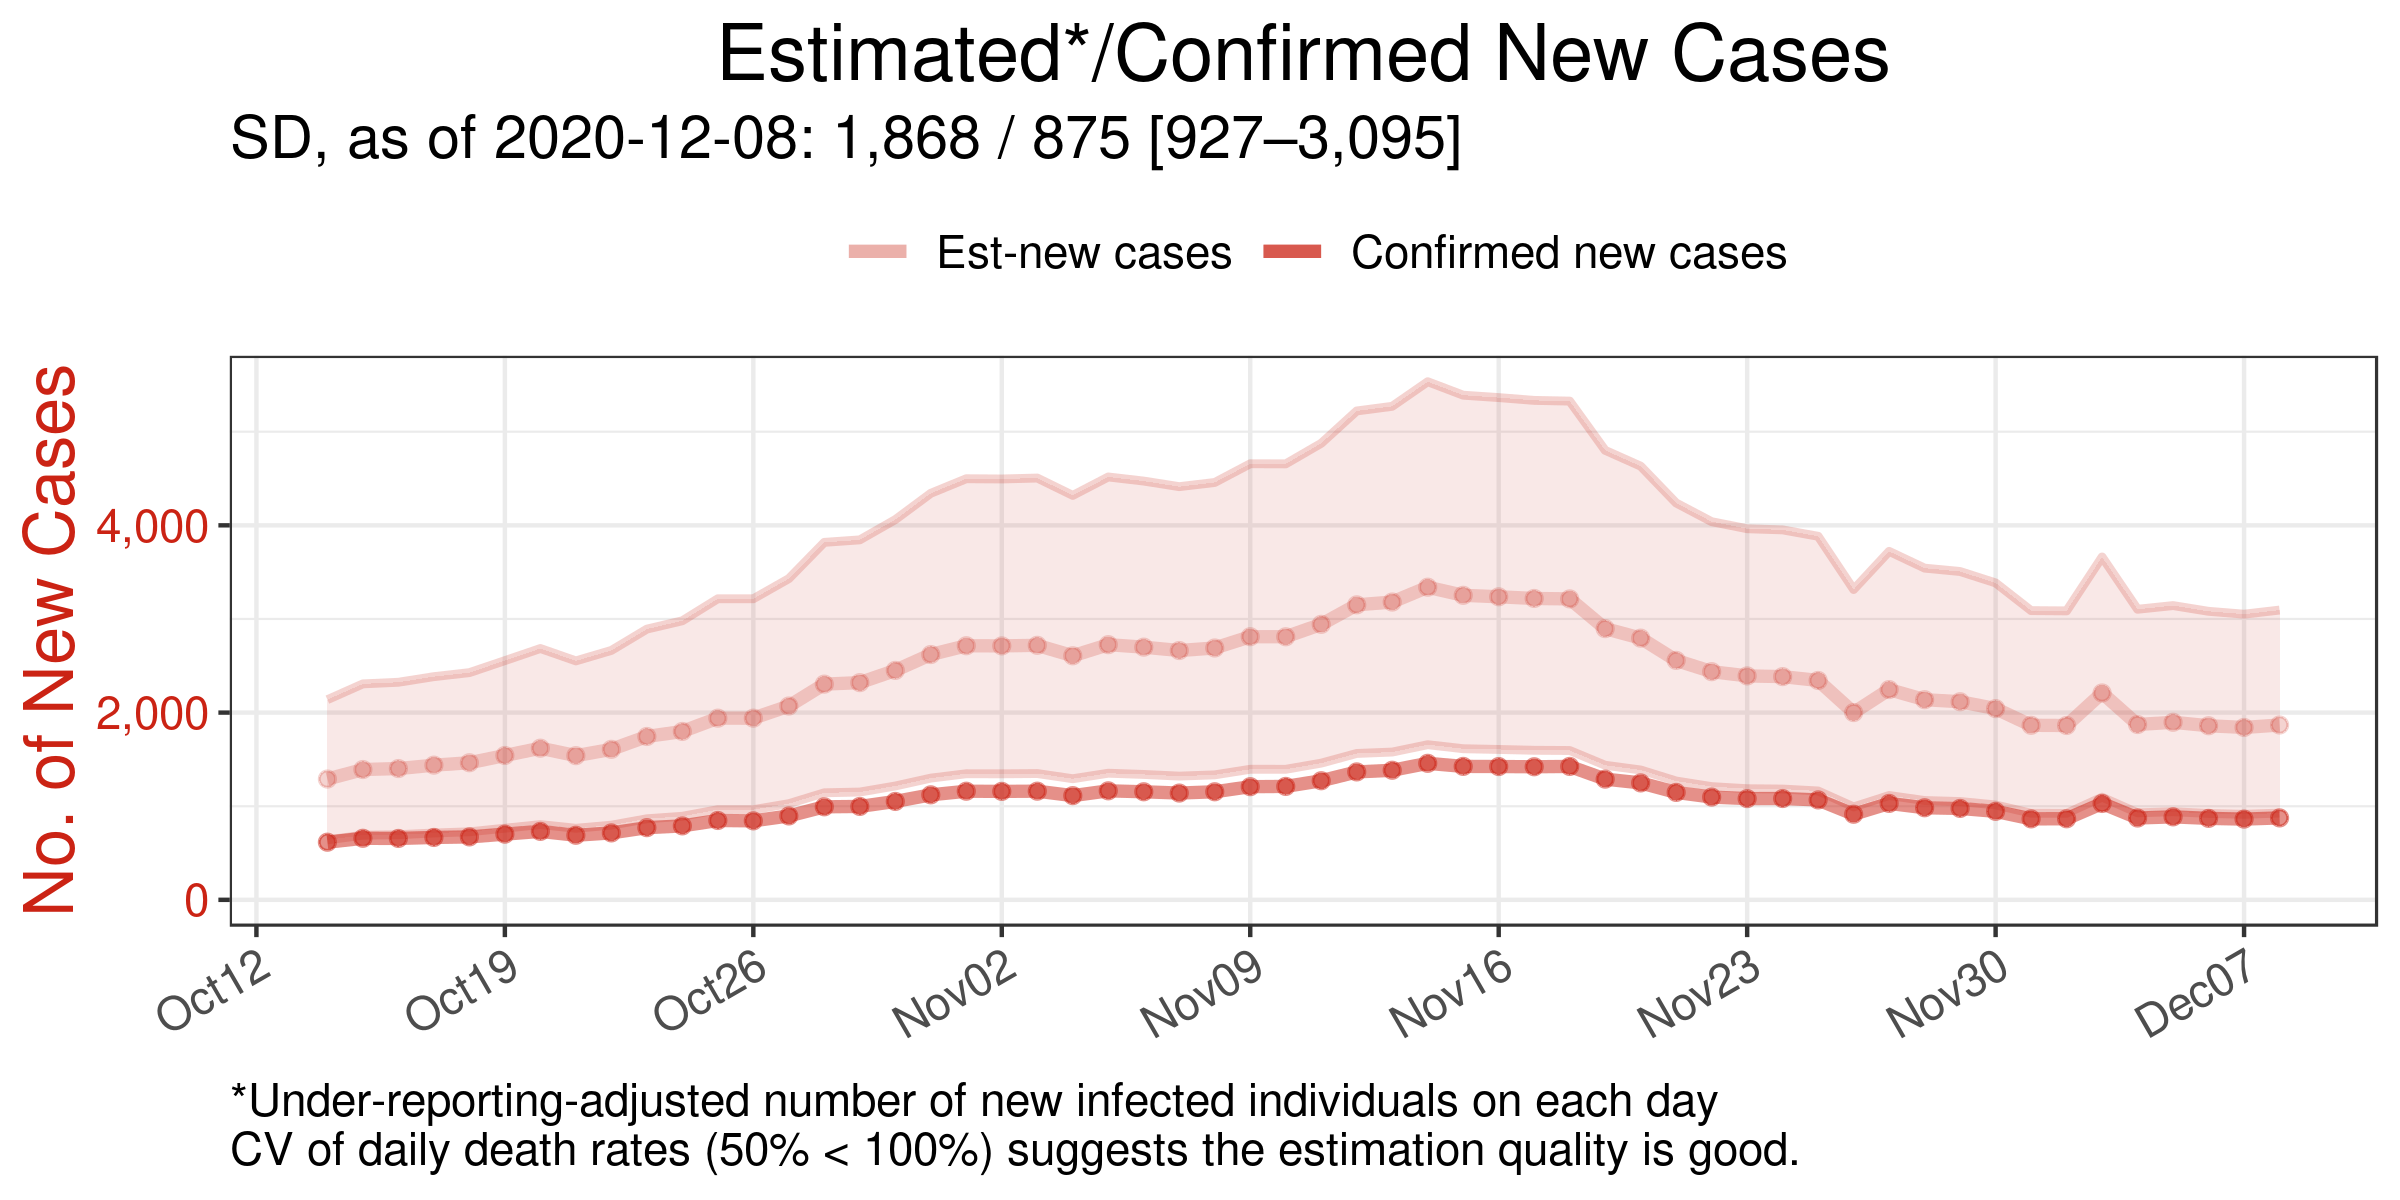 Estimated*/Confirmed New Cases
SD, as of 2020-12-08: 1,868 / 875 [927–3,095]
Est-new cases
Confirmed new cases
No. of New Cases
4,000
2,000
0
Oct12
Oct19
Oct26
Nov02
Nov09
Nov16
Nov23
Nov30
Dec07
*Under-reporting-adjusted number of new infected individuals on each day
CV of daily death rates (50% < 100%) suggests the estimation quality is good.